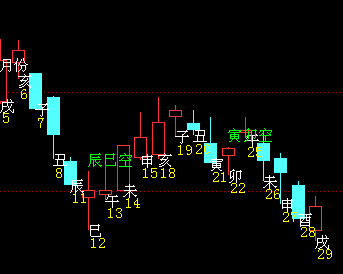 月份
戌
5
亥
6
子
7
丑
8
辰
11
巳
12
辰巳空
午
13
未
14
申
15
亥
18
子
19
丑
20
寅
21
卯
22
寅卯空
午
25
未
26
申
27
酉
28
戌
29